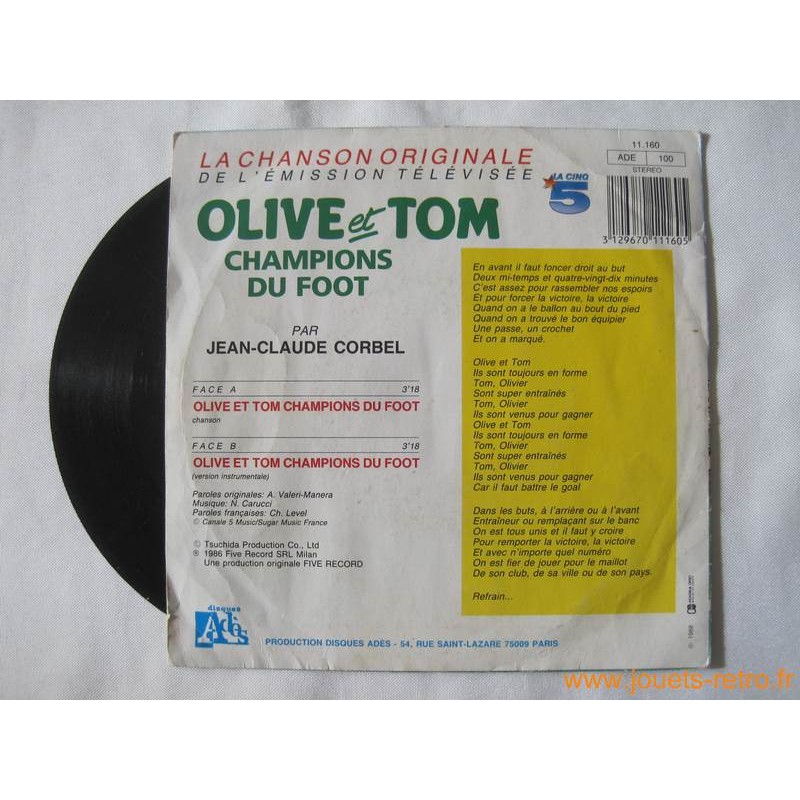 LA CHANSON ORIGINALE
DE L'ÉMISSION TÉLÉVISÉE
LA CINQ
5
11.160
ADE 100
STEREO
3 129670 111605
OLIVE et TOM
CHAMPIONS
DU FOOT
PAR
JEAN-CLAUDE CORBEL
FACE A 3'18
OLIVE ET TOM CHAMPIONS DU FOOT
chanson
FACE B 3'18
OLIVE ET TOM CHAMPIONS DU FOOT
(version instrumentale)
Paroles originales: A. Valeri-Manera
Musique: N. Carucci
Paroles françaises: Ch. Level
© Canale 5 Music/Sugar Music France
© Tsuchida Production Co., Ltd
℗ 1986 Five Record SRL Milan
Une production originale FIVE RECORD
En avant il faut foncer droit au but
Deux mi-temps et quatre-vingt-dix minutes
C'est assez pour rassembler nos espoirs
Et pour forcer la victoire, la victoire
Quand on a le ballon au bout du pied
Quand on a trouvé le bon équipier
Une passe, un crochet
Et on a marqué.
Olive et Tom
Ils sont toujours en forme
Tom, Olivier
Sont super entraînés
Tom, Olivier
Ils sont venus pour gagner
Olive et Tom
Ils sont toujours en forme
Tom, Olivier
Sont super entraînés
Tom, Olivier
Ils sont venus pour gagner
Car il faut battre le goal
Dans les buts, à l'arrière ou à l'avant
Entraîneur ou remplaçant sur le banc
On est tous unis et il faut y croire
Pour remporter la victoire, la victoire
Et avec n'importe quel numéro
On est fier de jouer pour le maillot
De son club, de sa ville ou de son pays.
Refrain...
disques
Adès
PRODUCTION DISQUES ADÈS - 54, RUE SAINT-LAZARE 75009 PARIS
℗ 1988
www.jouets-retro.fr